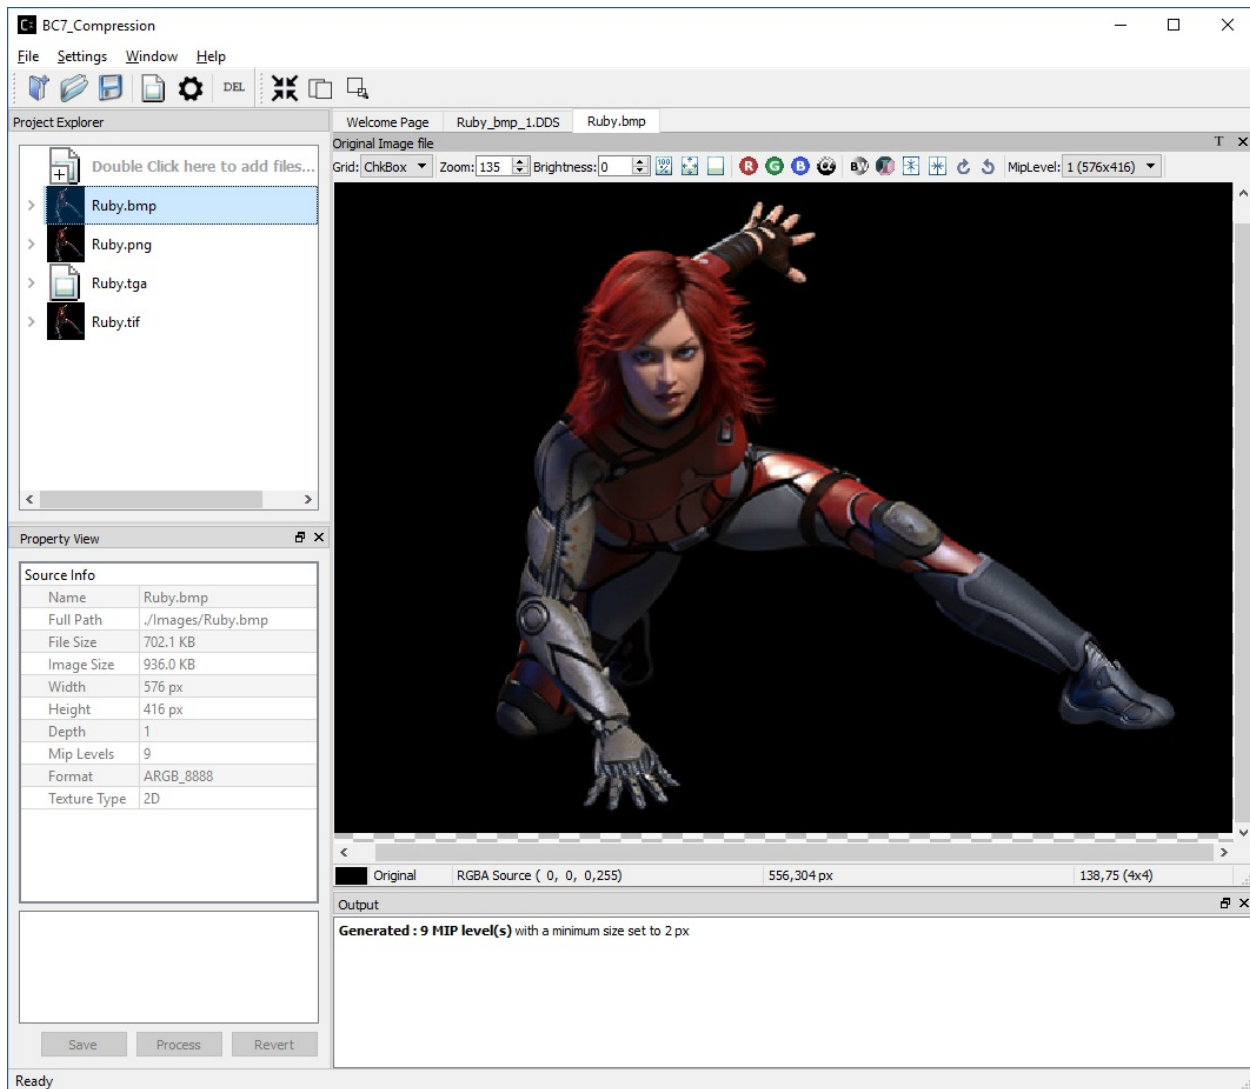 BC7_Compression
File Settings Window Help
DEL
Project Explorer
Double Click here to add files...
Ruby.bmp
Ruby.png
Ruby.tga
Ruby.tif
Property View
Source Info
Name Ruby.bmp
Full Path ./Images/Ruby.bmp
File Size 702.1 KB
Image Size 936.0 KB
Width 576 px
Height 416 px
Depth 1
Mip Levels 9
Format ARGB_8888
Texture Type 2D
Save Process Revert
Welcome Page Ruby_bmp_1.DDS Ruby.bmp
Original Image file T
Grid: ChkBox Zoom: 135 Brightness: 0 100% R G B α BW MipLevel: 1 (576x416)
Original RGBA Source ( 0, 0, 0,255) 556,304 px 138,75 (4x4)
Output
Generated : 9 MIP level(s) with a minimum size set to 2 px
Ready